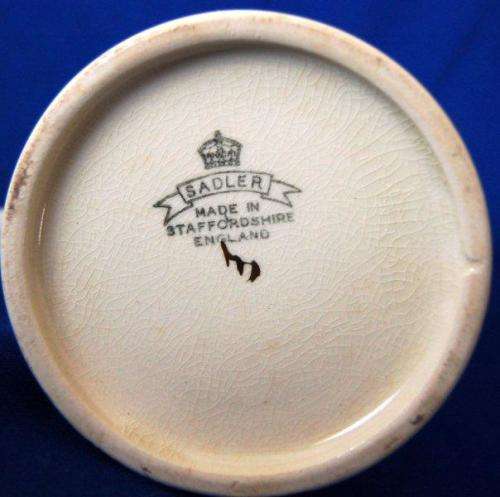 SADLER
MADE IN
STAFFORDSHIRE
ENGLAND